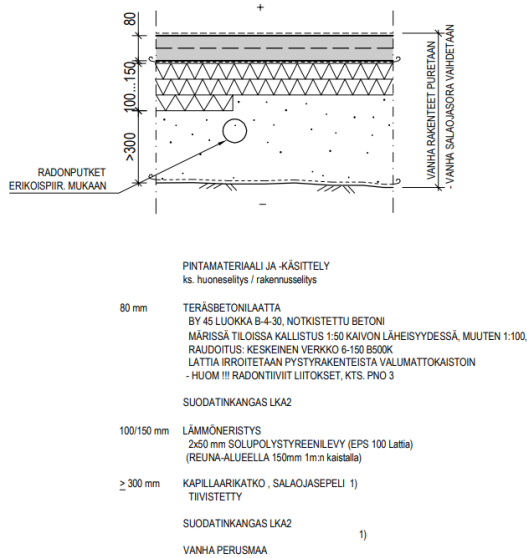 +
80
100...150
>300
RADONPUTKET
ERIKOISPIIR. MUKAAN
VANHA RAKENTEET PURETAAN
- VANHA SALAOJASORA VAIHDETAAN
–
PINTAMATERIAALI JA -KÄSITTELY
ks. huoneselitys / rakennusselitys
80 mm TERÄSBETONILAATTA
BY 45 LUOKKA B-4-30, NOTKISTETTU BETONI
MÄRISSÄ TILOISSA KALLISTUS 1:50 KAIVON LÄHEISYYDESSÄ, MUUTEN 1:100,
RAUDOITUS: KESKEINEN VERKKO 6-150 B500K
LATTIA IRROITETAAN PYSTYRAKENTEISTA VALUMATTOKAISTOIN
- HUOM !!! RADONTIIVIIT LIITOKSET, KTS. PNO 3
SUODATINKANGAS LKA2
100/150 mm LÄMMÖNERISTYS
2x50 mm SOLUPOLYSTYREENILEVY (EPS 100 Lattia)
(REUNA-ALUEELLA 150mm 1m:n kaistalla)
≥ 300 mm KAPILLAARIKATKO , SALAOJASEPELI 1)
TIIVISTETTY
SUODATINKANGAS LKA2
1)
VANHA PERUSMAA